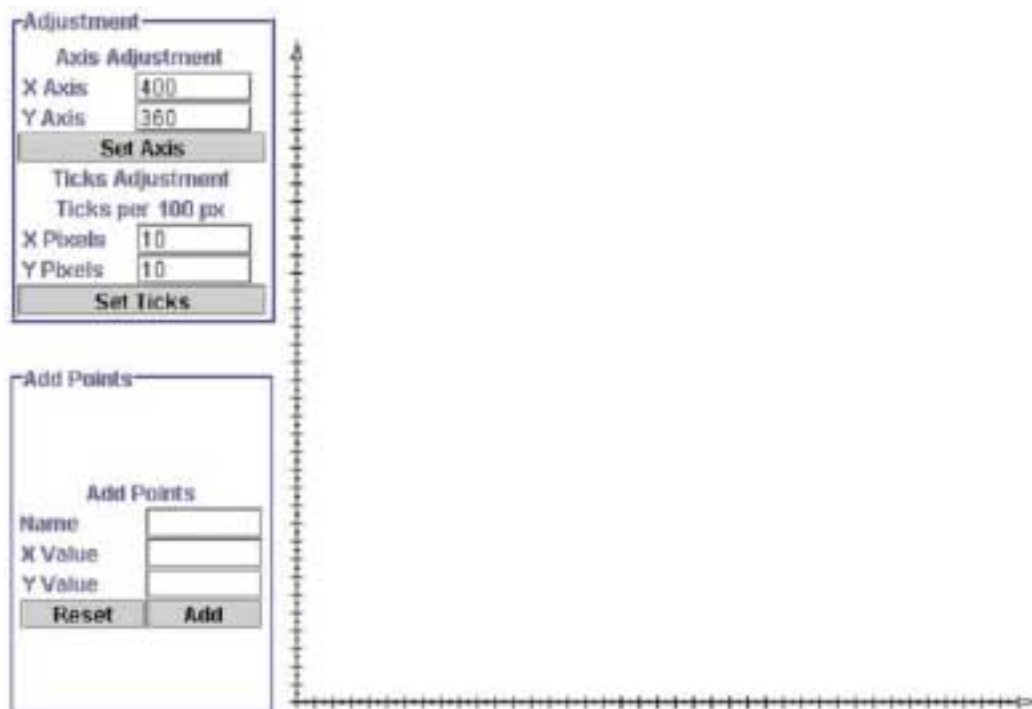 Adjustment
Axis Adjustment
X Axis 400
Y Axis 360
Set Axis
Ticks Adjustment
Ticks per 100 px
X Pixels 10
Y Pixels 10
Set Ticks
Add Points
Add Points
Name
X Value
Y Value
Reset Add